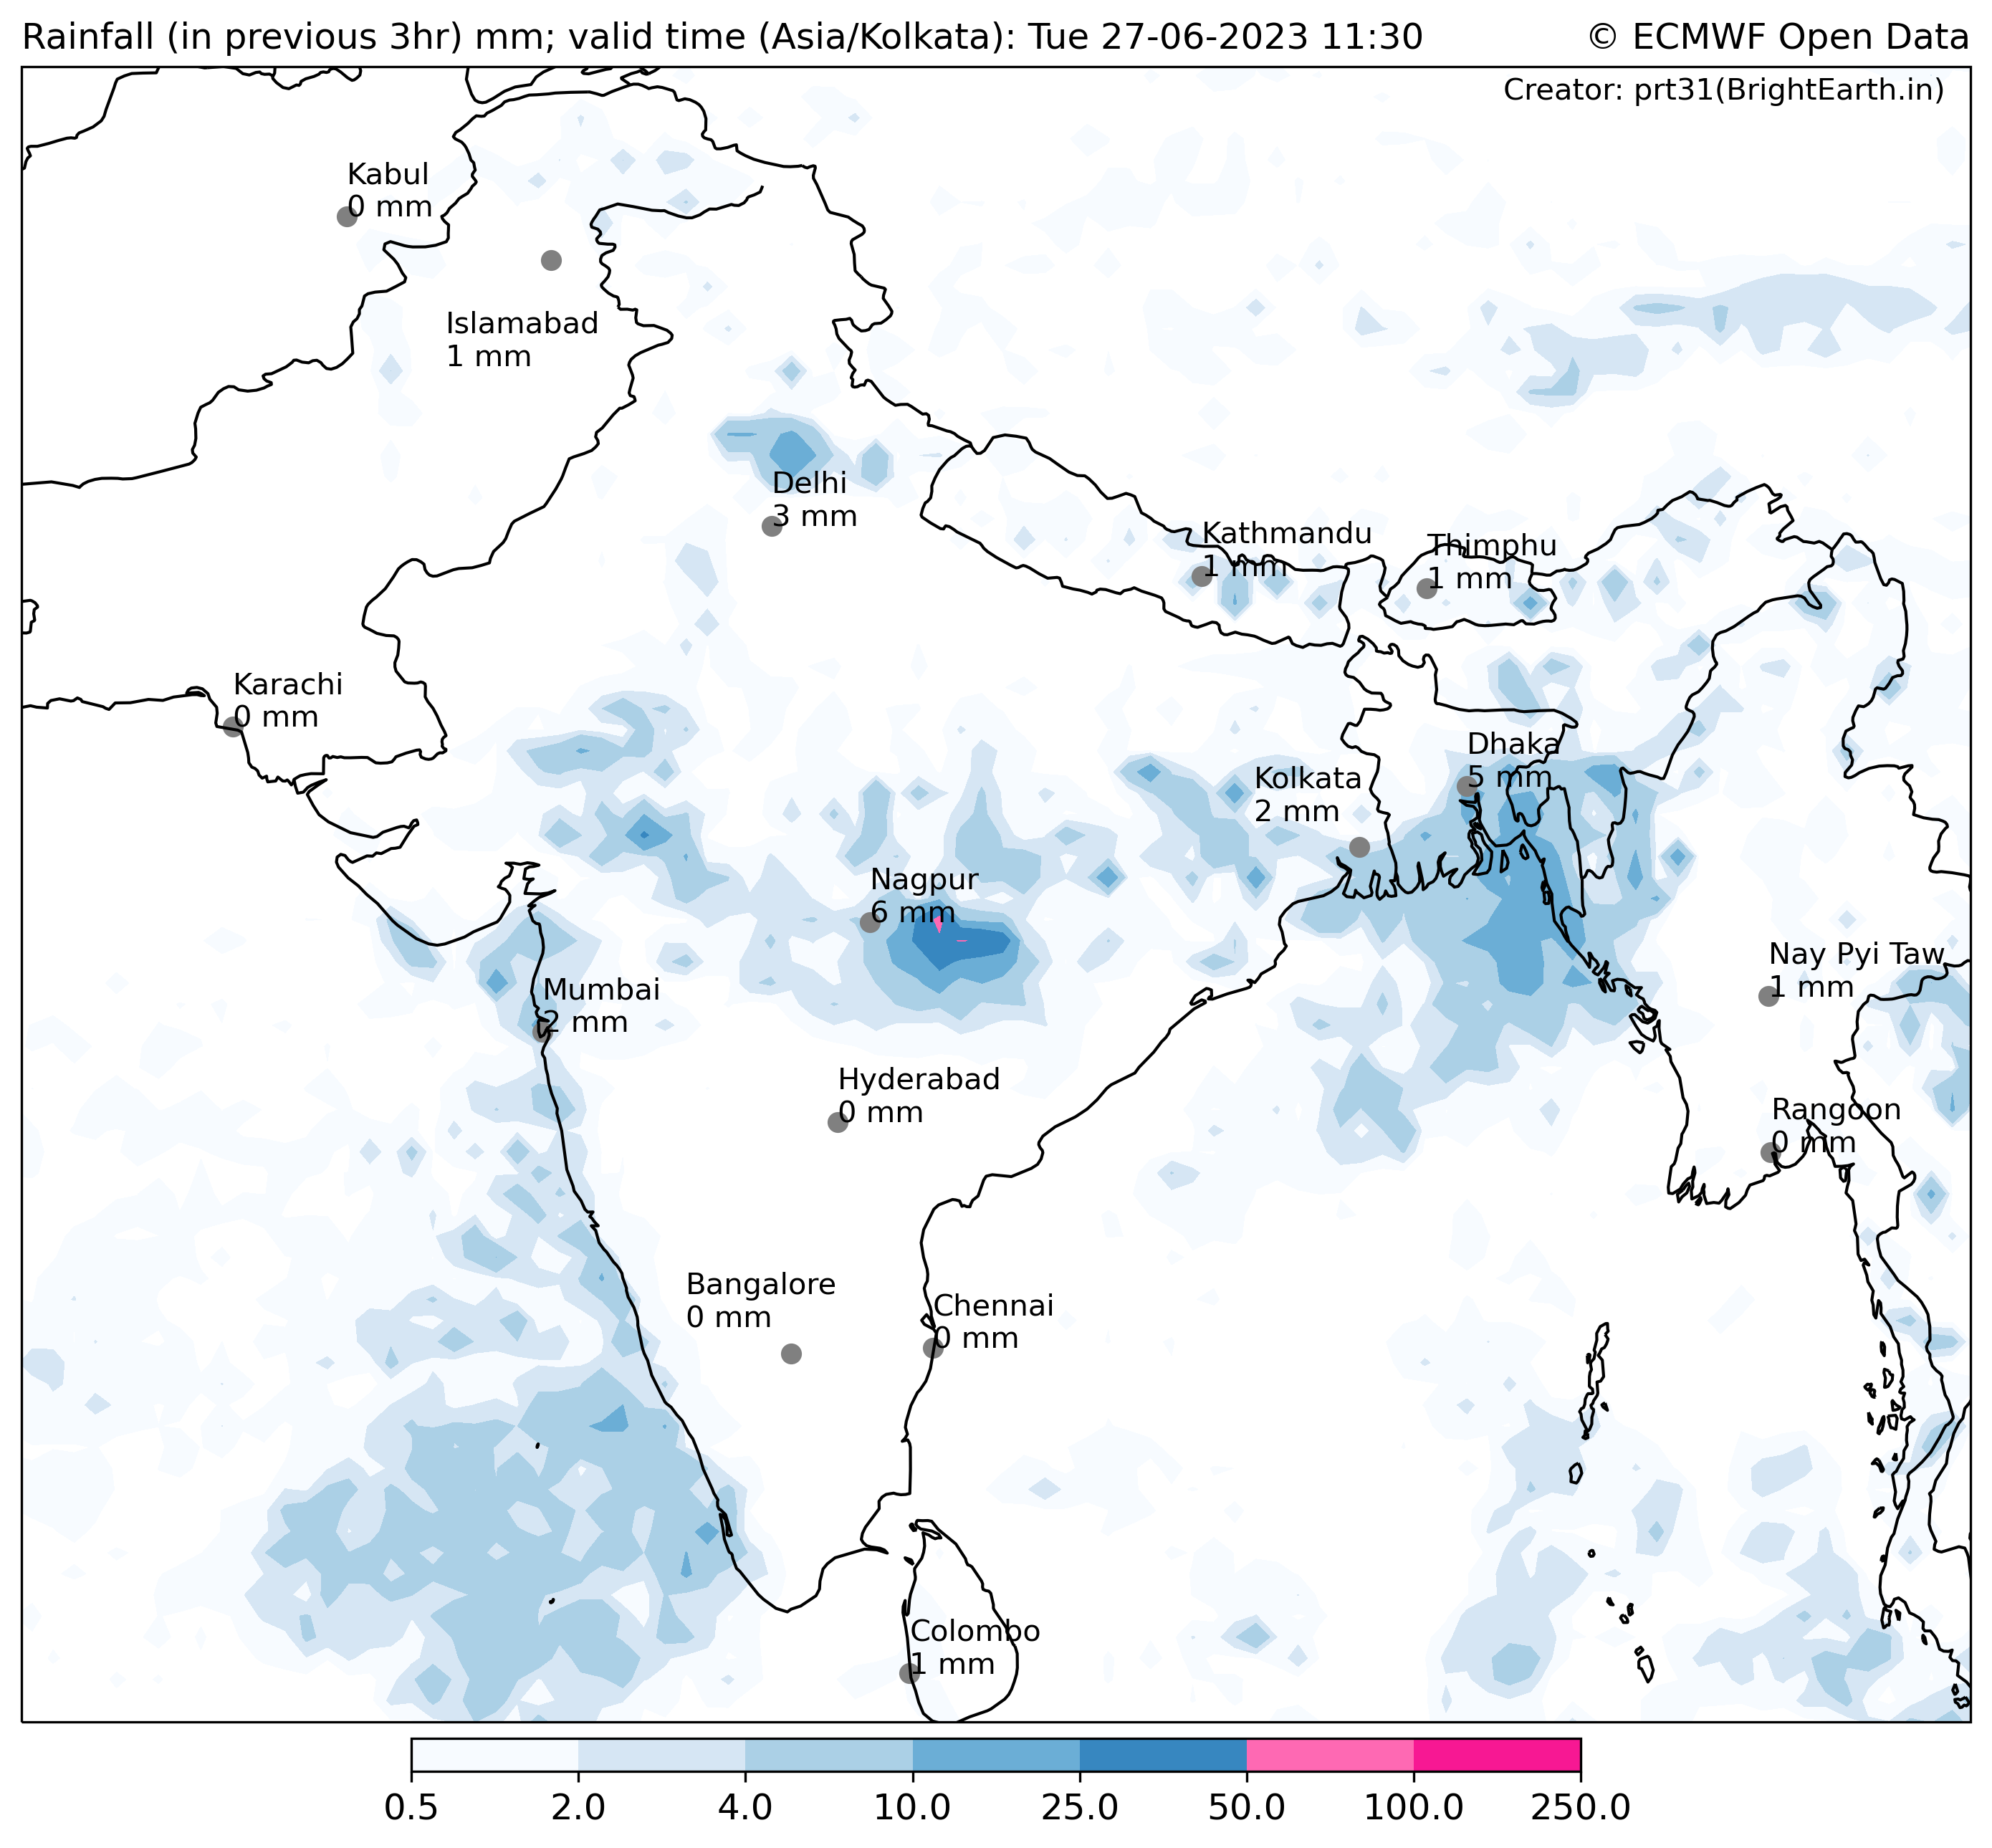 Rainfall (in previous 3hr) mm; valid time (Asia/Kolkata): Tue 27-06-2023 11:30
© ECMWF Open Data
Creator: prt31(BrightEarth.in)
Kabul
0 mm
Islamabad
1 mm
Delhi
3 mm
Kathmandu
1 mm
Thimphu
1 mm
Karachi
0 mm
Dhaka
5 mm
Kolkata
2 mm
Nagpur
6 mm
Nay Pyi Taw
1 mm
Mumbai
2 mm
Hyderabad
0 mm
Rangoon
0 mm
Bangalore
0 mm
Chennai
0 mm
Colombo
1 mm
0.5 2.0 4.0 10.0 25.0 50.0 100.0 250.0